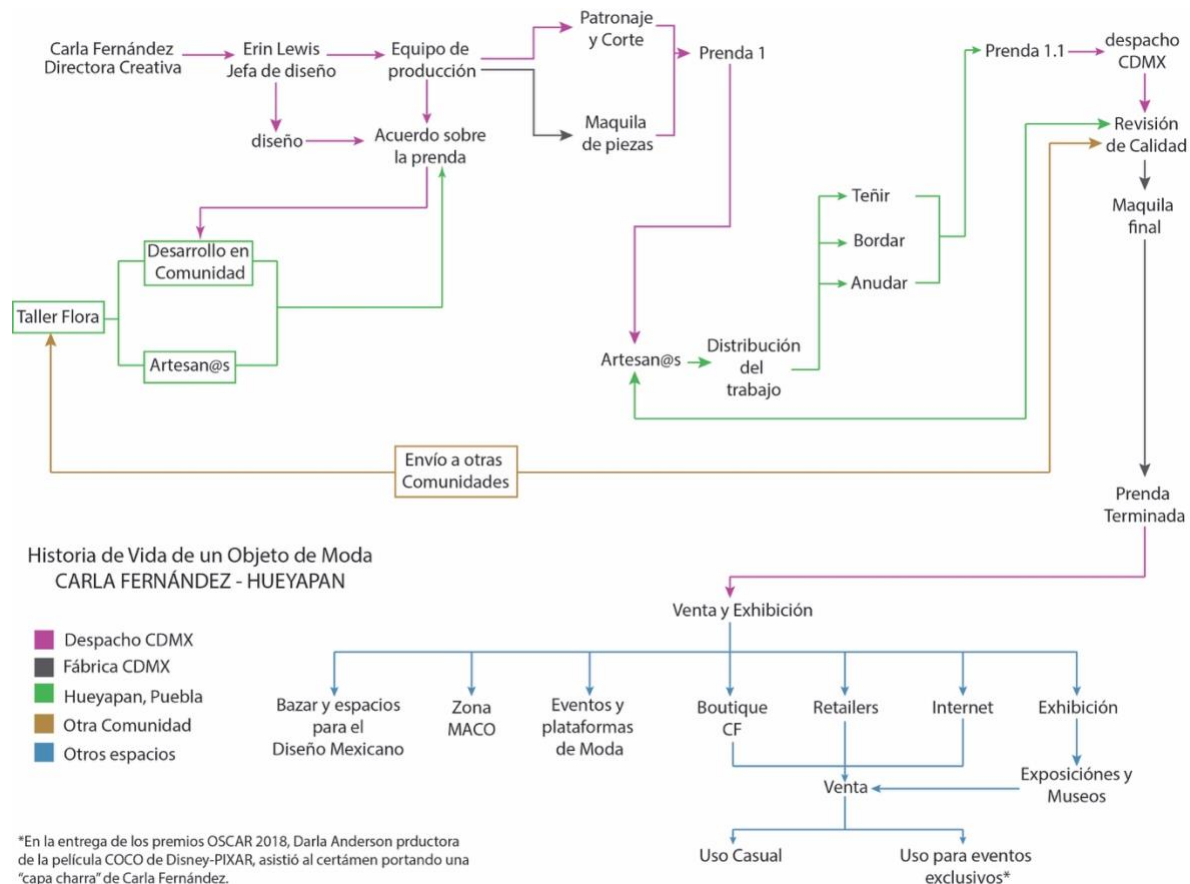 Carla Fernández
Directora Creativa
Erin Lewis
Jefa de diseño
Equipo de
producción
Patronaje
y Corte
Prenda 1
Prenda 1.1
despacho
CDMX
diseño
Acuerdo sobre
la prenda
Maquila
de piezas
Revisión
de Calidad
Teñir
Bordar
Anudar
Maquila
final
Desarrollo en
Comunidad
Taller Flora
Artesan@s
Artesan@s
Distribución
del
trabajo
Envío a otras
Comunidades
Prenda
Terminada
Historia de Vida de un Objeto de Moda
CARLA FERNÁNDEZ - HUEYAPAN
Despacho CDMX
Fábrica CDMX
Hueyapan, Puebla
Otra Comunidad
Otros espacios
Venta y Exhibición
Bazar y espacios
para el
Diseño Mexicano
Zona
MACO
Eventos y
plataformas
de Moda
Boutique
CF
Retailers
Internet
Exhibición
Venta
Exposiciónes y
Museos
Uso Casual
Uso para eventos
exclusivos*
*En la entrega de los premios OSCAR 2018, Darla Anderson prductora
de la película COCO de Disney-PIXAR, asistió al certámen portando una
"capa charra" de Carla Fernández.